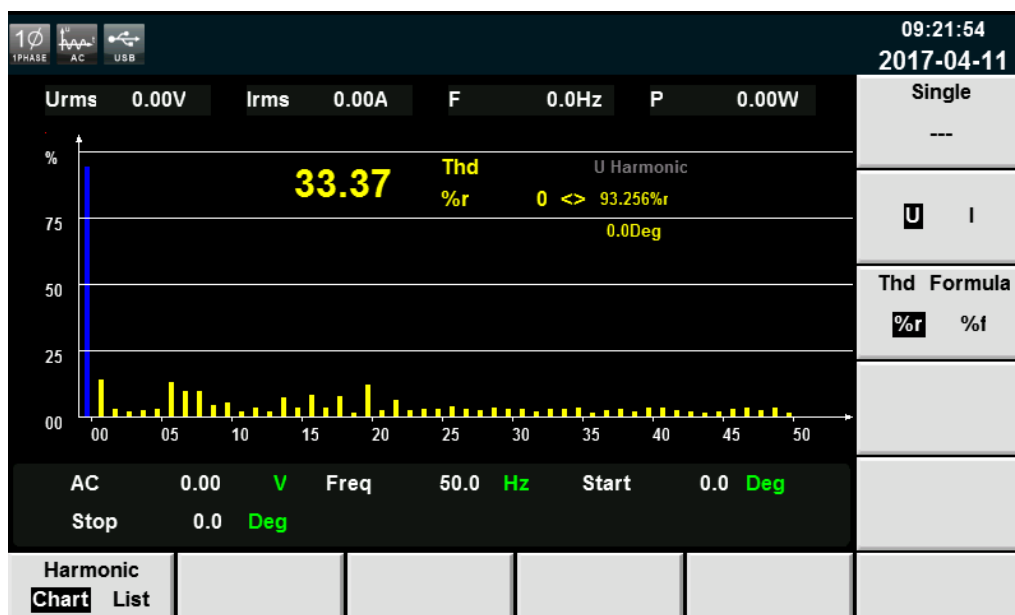 1Ø 09:21:54
1PHASE AC USB 2017-04-11
Urms 0.00V Irms 0.00A F 0.0Hz P 0.00W
Single
---
%
33.37 Thd U Harmonic
%r 0 <> 93.256%r
75 0.0Deg
U I
50
Thd Formula
%r %f
25
00
00 05 10 15 20 25 30 35 40 45 50
AC 0.00 V Freq 50.0 Hz Start 0.0 Deg
Stop 0.0 Deg
Harmonic
Chart List